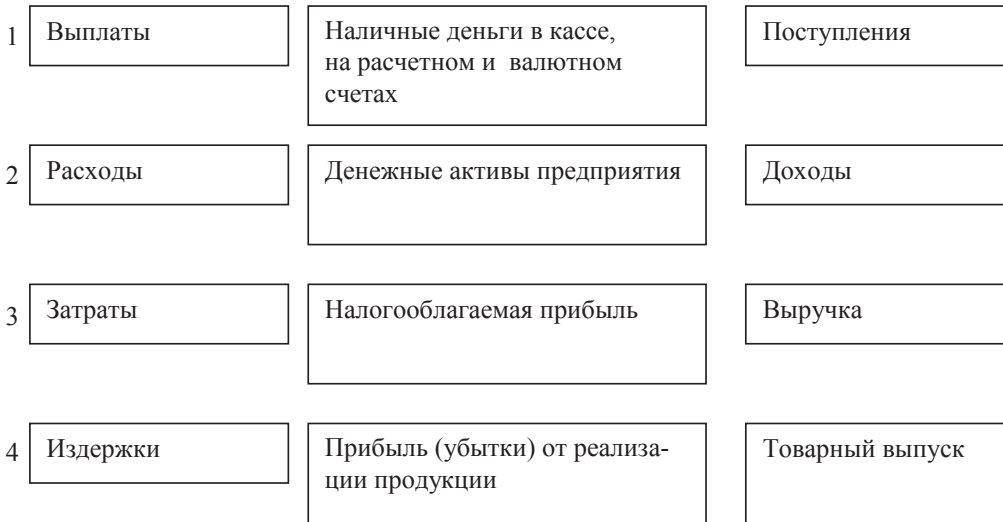 1 Выплаты Наличные деньги в кассе, Поступления
на расчетном и валютном
счетах
2 Расходы Денежные активы предприятия Доходы
3 Затраты Налогооблагаемая прибыль Выручка
4 Издержки Прибыль (убытки) от реализа- Товарный выпуск
ции продукции